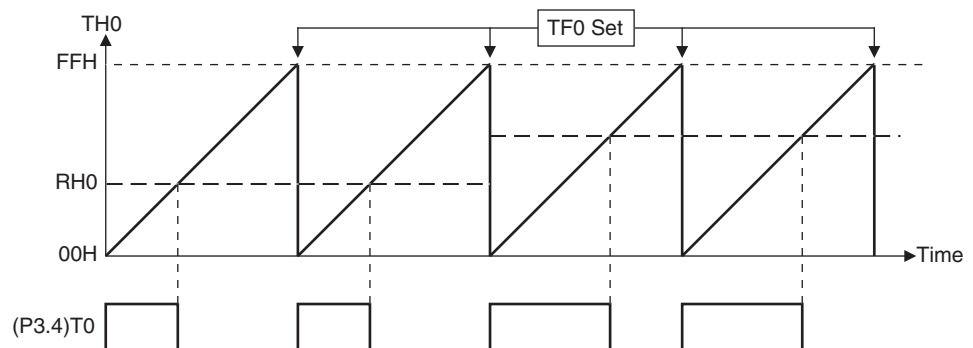 TH0
TF0 Set
FFH
RH0
00H
Time
(P3.4)T0